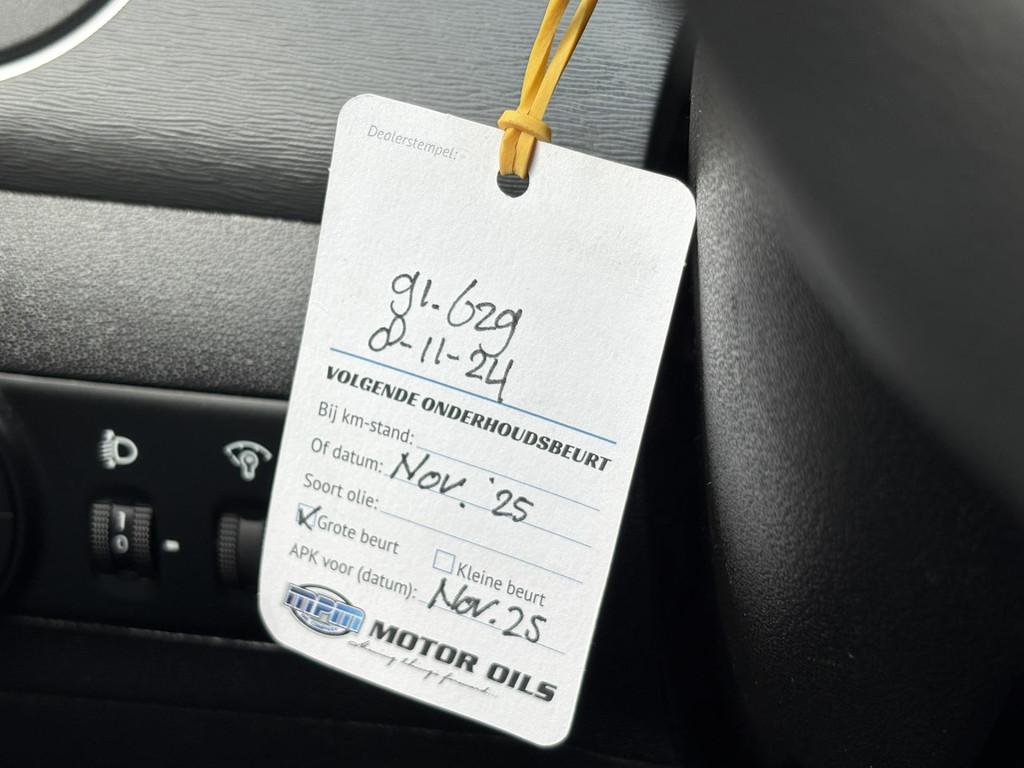 Dealerstempel:
91.629
8-11-24
VOLGENDE ONDERHOUDSBEURT
Bij km-stand:
Of datum: Nov. '25
Soort olie:
Grote beurt Kleine beurt
APK voor (datum): Nov. 25
MPM
MOTOR OILS